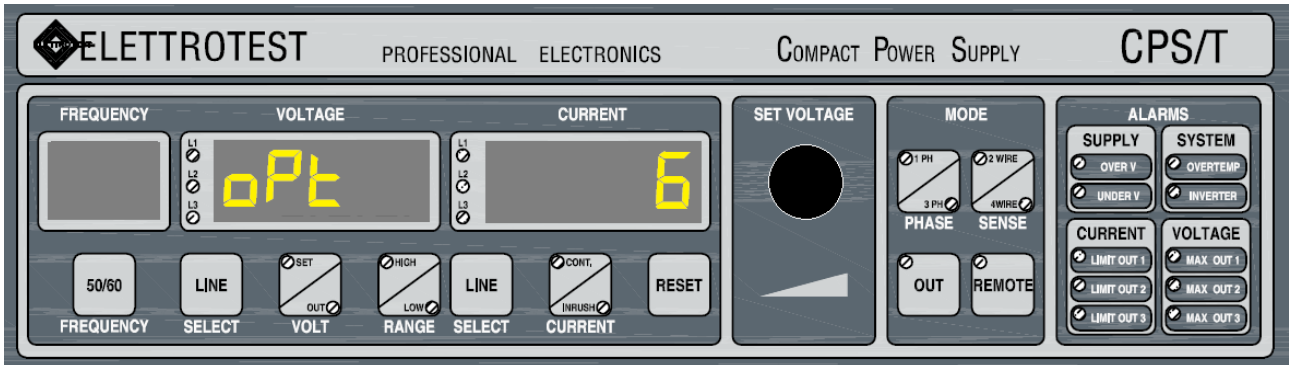 ELETTROTEST PROFESSIONAL ELECTRONICS COMPACT POWER SUPPLY CPS/T
FREQUENCY VOLTAGE CURRENT SET VOLTAGE MODE ALARMS
SUPPLY SYSTEM
L1 L1
L2 L2
L3 L3
oPt 6
1 PH 2 WIRE
3 PH 4WIRE
PHASE SENSE
OVER V OVERTEMP
UNDER V INVERTER
CURRENT VOLTAGE
50/60 LINE SET HIGH LINE CONT. RESET OUT REMOTE
OUT LOW INRUSH
FREQUENCY SELECT VOLT RANGE SELECT CURRENT
LIMIT OUT 1 MAX OUT 1
LIMIT OUT 2 MAX OUT 2
LIMIT OUT 3 MAX OUT 3